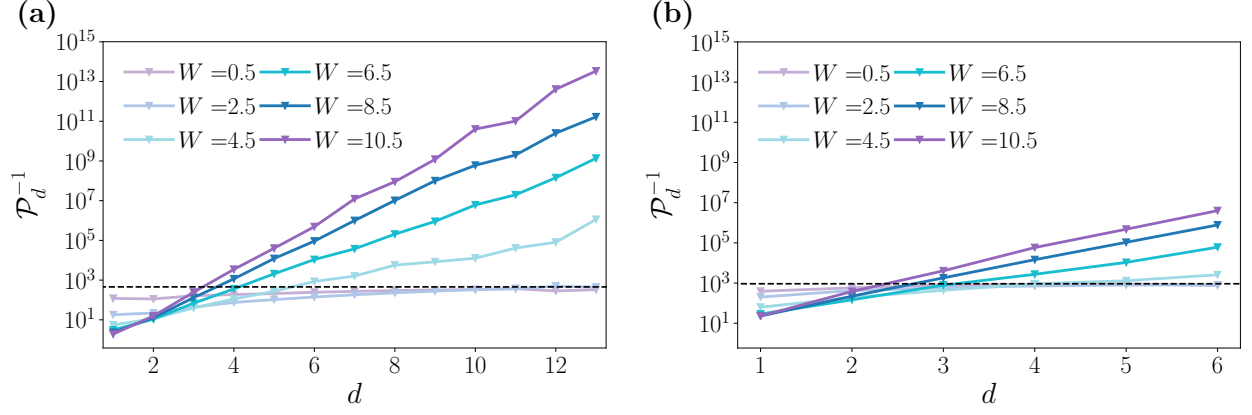 (a)
10^15
10^13
10^11
10^9
10^7
10^5
10^3
10^1
P_d^{-1}
W =0.5
W =2.5
W =4.5
W =6.5
W =8.5
W =10.5
2 4 6 8 10 12
d
(b)
10^15
10^13
10^11
10^9
10^7
10^5
10^3
10^1
P_d^{-1}
W =0.5
W =2.5
W =4.5
W =6.5
W =8.5
W =10.5
1 2 3 4 5 6
d